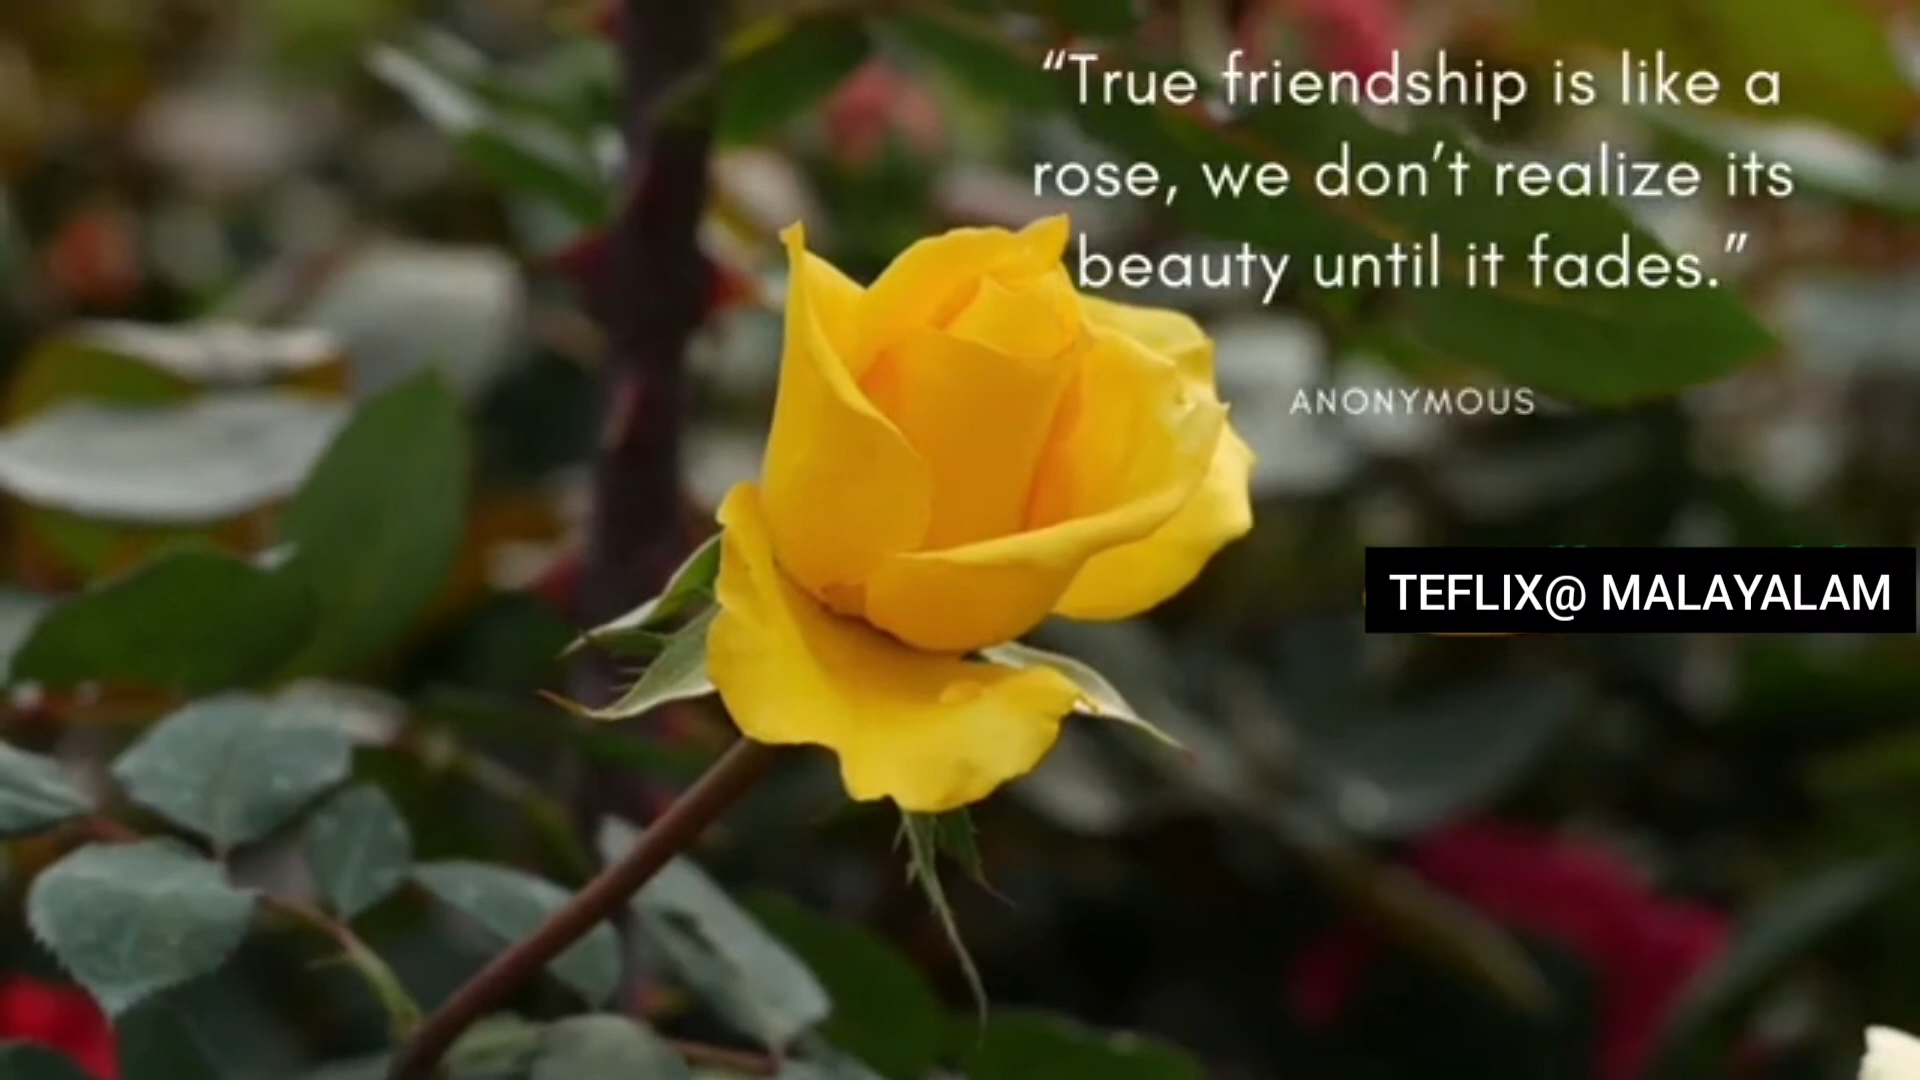 “True friendship is like a
rose, we don’t realize its
beauty until it fades.”
ANONYMOUS
TEFLIX@ MALAYALAM